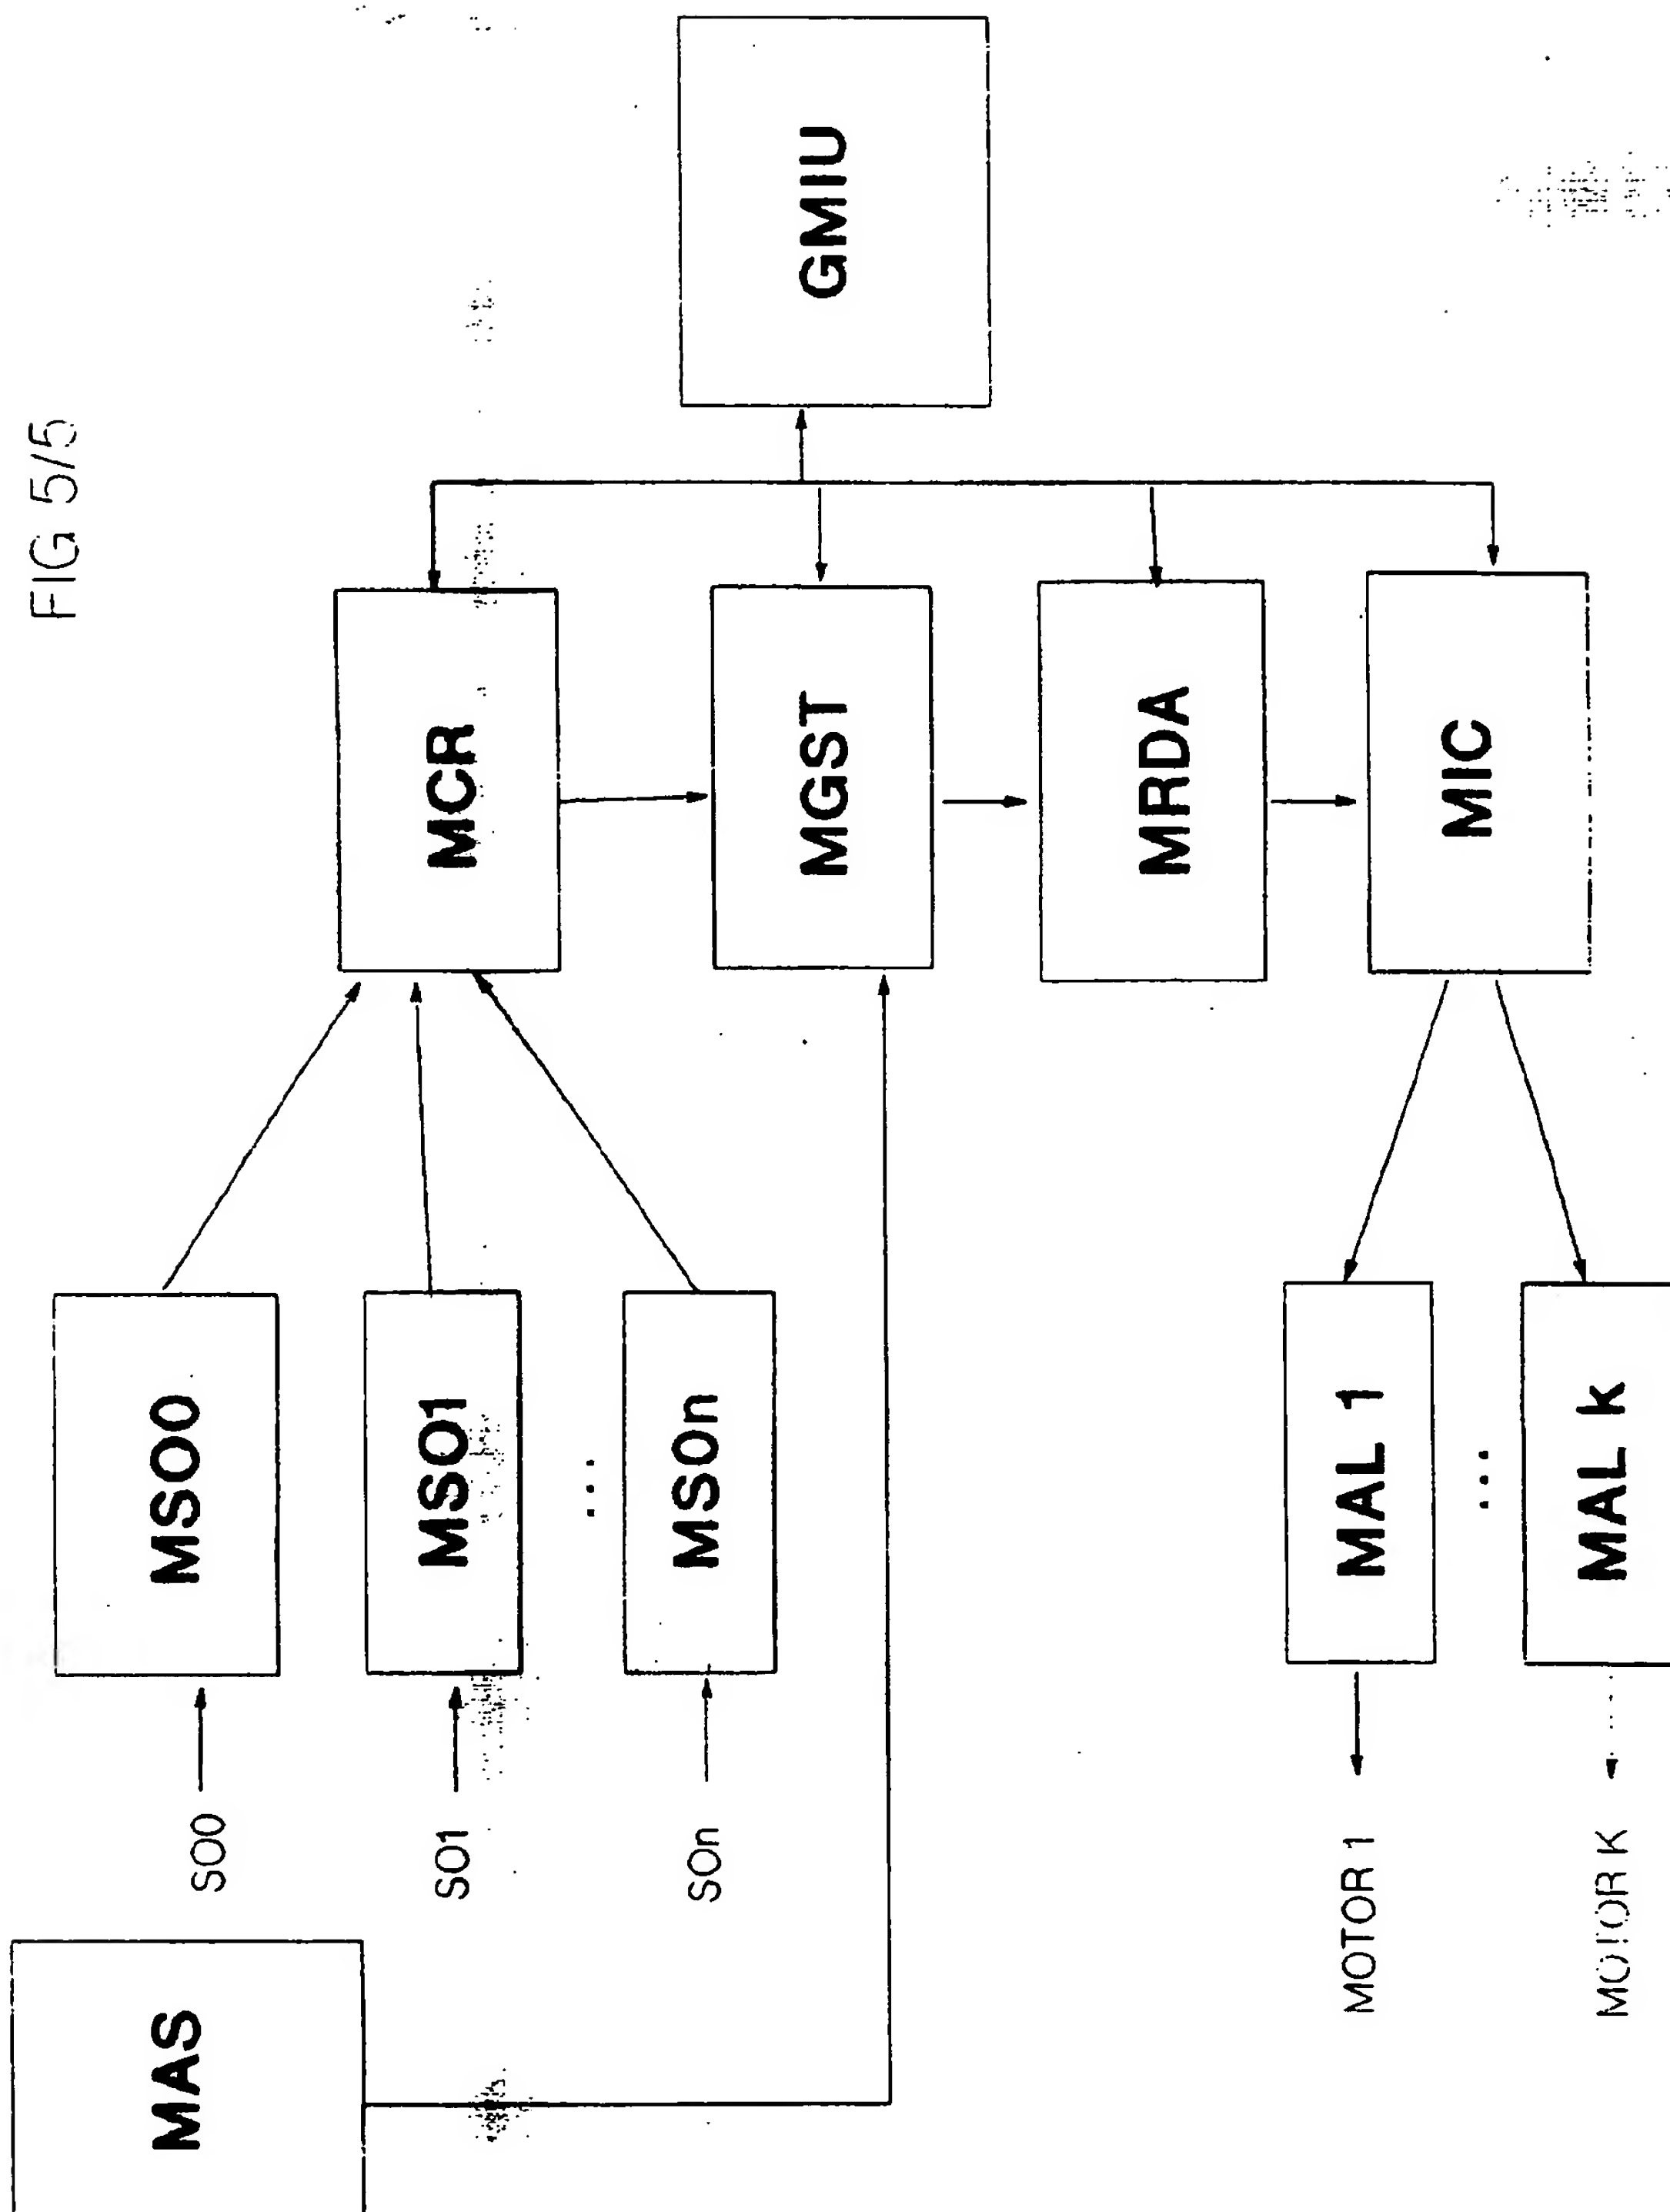 FIG 5/5
MAS
SO0
MSO0
SO1
MSO1
...
SOn
MSOn
MCR
MGST
GMIU
MRDA
MIC
MOTOR 1
MAL 1
...
MOTOR K
MAL k